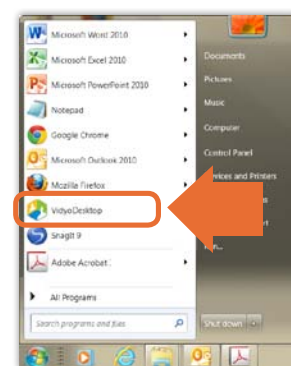 Microsoft Word 2010
Microsoft Excel 2010
Microsoft PowerPoint 2010
Notepad
Google Chrome
Microsoft Outlook 2010
Mozilla Firefox
VidyoDesktop
SnagIt 9
Adobe Acrobat
All Programs
Search programs and files
Documents
Pictures
Music
Computer
Control Panel
and Printers
Shut down